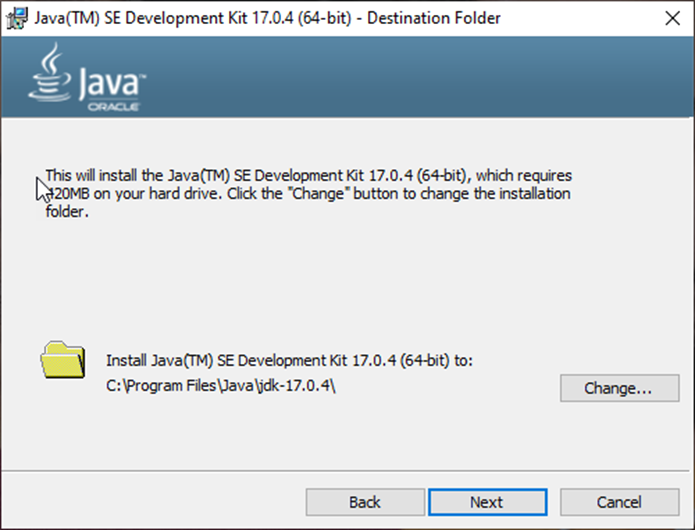 Java(TM) SE Development Kit 17.0.4 (64-bit) - Destination Folder
Java™
ORACLE
This will install the Java(TM) SE Development Kit 17.0.4 (64-bit), which requires
420MB on your hard drive. Click the "Change" button to change the installation
folder.
Install Java(TM) SE Development Kit 17.0.4 (64-bit) to:
C:\Program Files\Java\jdk-17.0.4\
Change...
Back
Next
Cancel